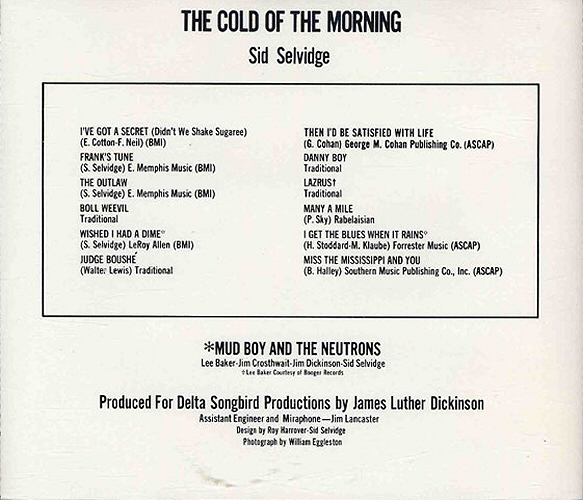 THE COLD OF THE MORNING
Sid Selvidge
I'VE GOT A SECRET (Didn't We Shake Sugaree)
(E. Cotton-F. Neil) (BMI)
FRANK'S TUNE
(S. Selvidge) E. Memphis Music (BMI)
THE OUTLAW
(S. Selvidge) E. Memphis Music (BMI)
BOLL WEEVIL
Traditional
WISHED I HAD A DIME*
(S. Selvidge) LeRoy Allen (BMI)
JUDGE BOUSHÉ
(Walter Lewis) Traditional
THEN I'D BE SATISFIED WITH LIFE
(G. Cohan) George M. Cohan Publishing Co. (ASCAP)
DANNY BOY
Traditional
LAZRUS†
Traditional
MANY A MILE
(P. Sky) Rabelaisian
I GET THE BLUES WHEN IT RAINS*
(H. Stoddard-M. Klaube) Forrester Music (ASCAP)
MISS THE MISSISSIPPI AND YOU
(B. Halley) Southern Music Publishing Co., Inc. (ASCAP)
*MUD BOY AND THE NEUTRONS
Lee Baker-Jim Crosthwait-Jim Dickinson-Sid Selvidge
†Lee Baker Courtesy of Booger Records
Produced For Delta Songbird Productions by James Luther Dickinson
Assistant Engineer and Miraphone—Jim Lancaster
Design by Roy Harrover-Sid Selvidge
Photograph by William Eggleston